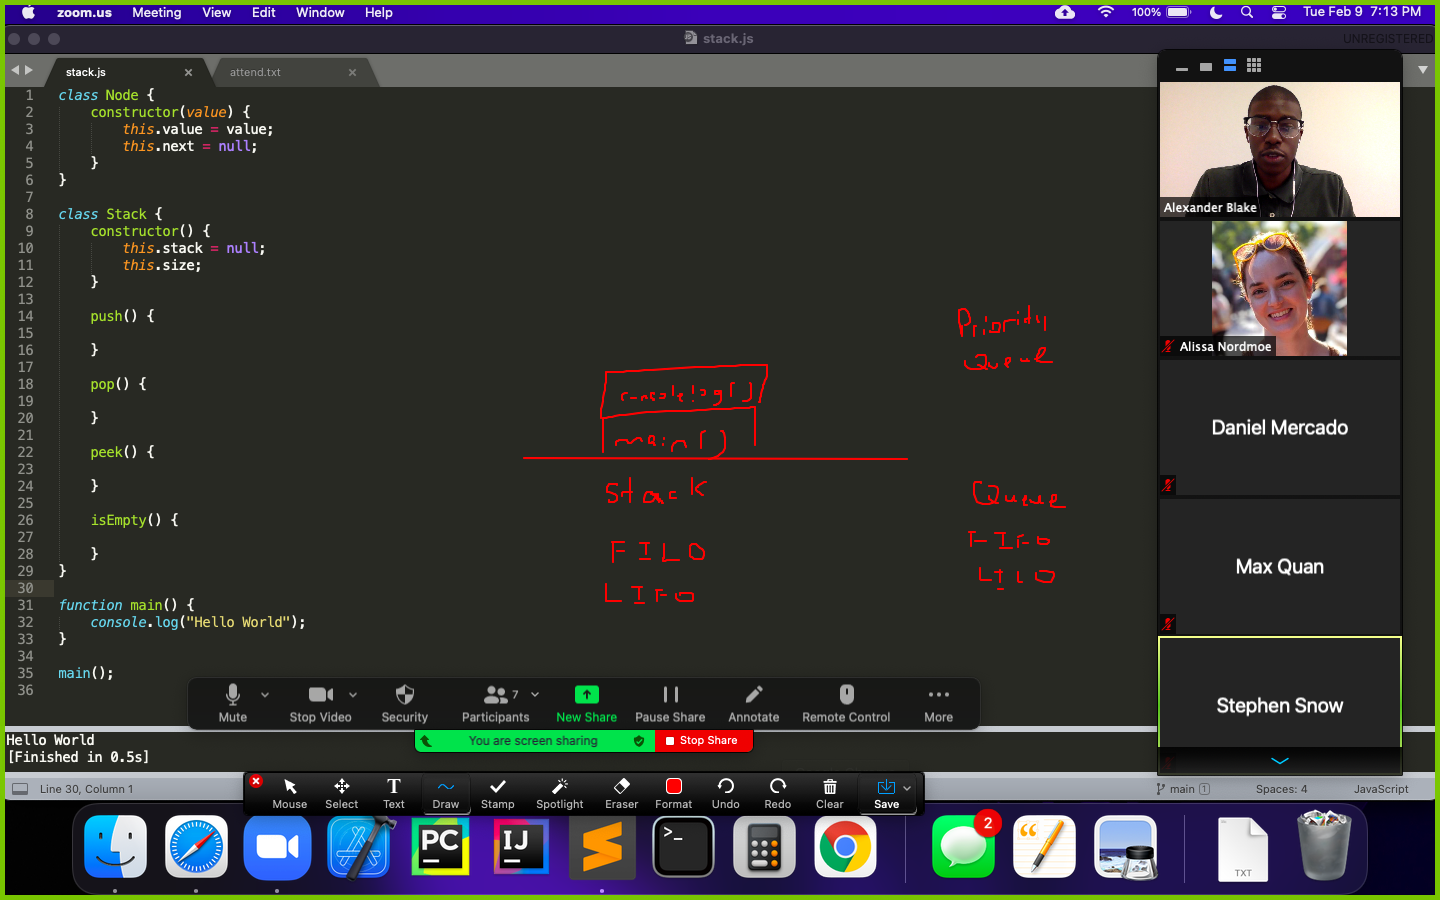 zoom.us Meeting View Edit Window Help
100% Tue Feb 9 7:13 PM
stack.js
UNREGISTERED
stack.js
attend.txt
1 class Node {
2 constructor(value) {
3 this.value = value;
4 this.next = null;
5 }
6 }
7
8 class Stack {
9 constructor() {
10 this.stack = null;
11 this.size;
12 }
13
14 push() {
15
16 }
17
18 pop() {
19
20 }
21
22 peek() {
23
24 }
25
26 isEmpty() {
27
28 }
29 }
30
31 function main() {
32 console.log("Hello World");
33 }
34
35 main();
36
Priority
Queue
console.log()
main()
Stack
FILO
LIFO
Queue
FIFO
LILO
Alexander Blake
Alissa Nordmoe
Daniel Mercado
Max Quan
Stephen Snow
7
Mute Stop Video Security Participants New Share Pause Share Annotate Remote Control More
You are screen sharing Stop Share
Hello World
[Finished in 0.5s]
Mouse Select Text Draw Stamp Spotlight Eraser Format Undo Redo Clear Save
Line 30, Column 1
main 1 Spaces: 4 JavaScript
PC
IJ
2
TXT